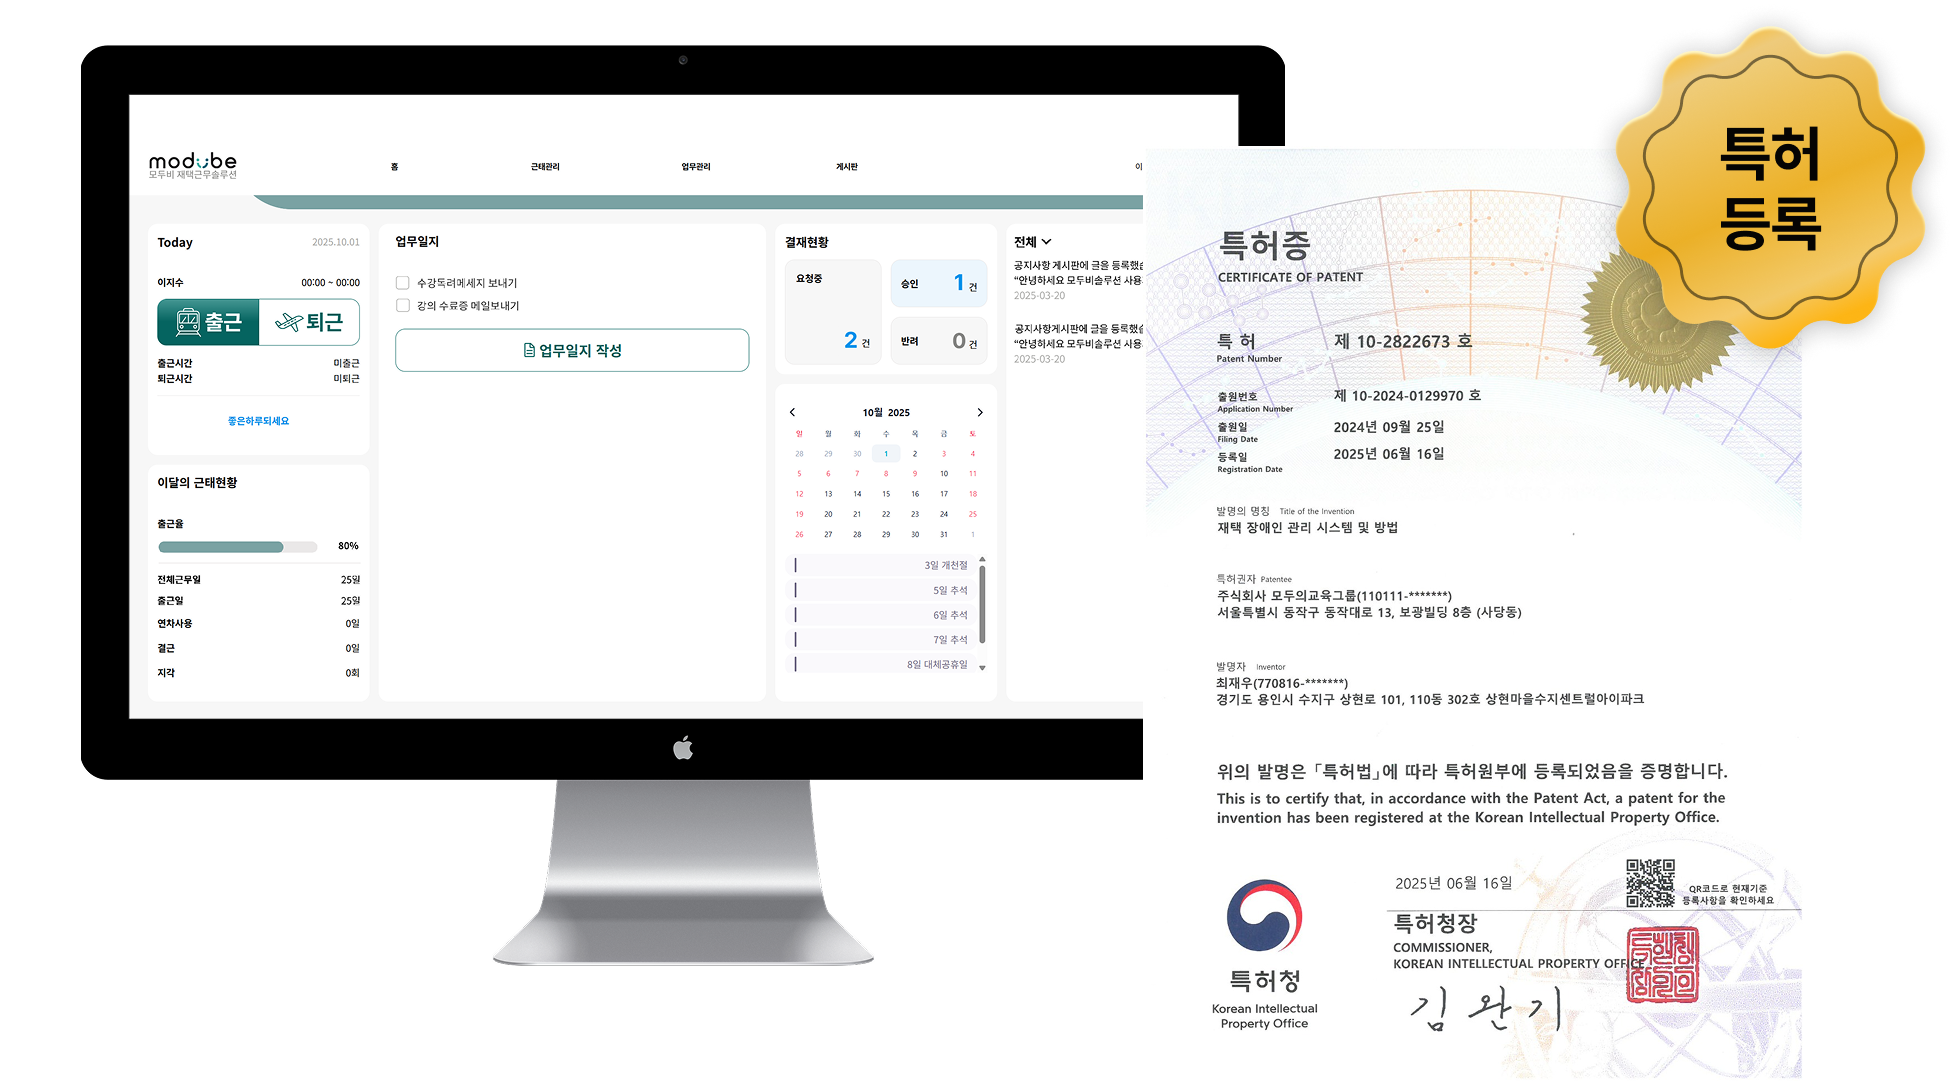 modube
모두비 재택근무솔루션
홈
근태관리
업무관리
게시판
이
Today
2025.10.01
이지수
00:00 ~ 00:00
출근
퇴근
출근시간
미출근
퇴근시간
미퇴근
좋은하루되세요
이달의 근태현황
출근율
80%
전체근무일
25일
출근일
25일
연차사용
0일
결근
0일
지각
0회
업무일지
수강독려메세지 보내기
강의 수료증 메일보내기
업무일지 작성
결재현황
요청중
2 건
승인
1 건
반려
0 건
10월 2025
일 월 화 수 목 금 토
28 29 30 1 2 3 4
5 6 7 8 9 10 11
12 13 14 15 16 17 18
19 20 21 22 23 24 25
26 27 28 29 30 31 1
3일 개천절
5일 추석
6일 추석
7일 추석
8일 대체공휴일
전체
공지사항 게시판에 글을 등록했
"안녕하세요 모두비솔루션 사용
2025-03-20
공지사항게시판에 글을 등록했
"안녕하세요 모두비솔루션 사용
2025-03-20
특허
등록
특허증
CERTIFICATE OF PATENT
특 허
Patent Number
제 10-2822673 호
출원번호
Application Number
제 10-2024-0129970 호
출원일
Filing Date
2024년 09월 25일
등록일
Registration Date
2025년 06월 16일
발명의 명칭 Title of the Invention
재택 장애인 관리 시스템 및 방법
특허권자 Patentee
주식회사 모두의교육그룹(110111-*******)
서울특별시 동작구 동작대로 13, 보광빌딩 8층 (사당동)
발명자 Inventor
최재우(770816-*******)
경기도 용인시 수지구 상현로 101, 110동 302호 상현마을수지센트럴아이파크
위의 발명은 「특허법」에 따라 특허원부에 등록되었음을 증명합니다.
This is to certify that, in accordance with the Patent Act, a patent for the
invention has been registered at the Korean Intellectual Property Office.
특허청
Korean Intellectual
Property Office
2025년 06월 16일
QR코드로 현재기준
등록사항을 확인하세요
특허청장
COMMISSIONER,
KOREAN INTELLECTUAL PROPERTY OFFICE
김완기